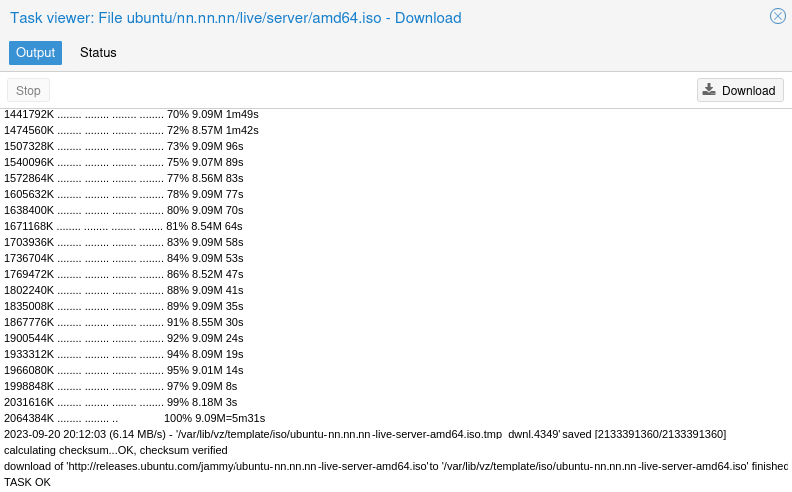 Task viewer: File ubuntu/nn.nn.nn/live/server/amd64.iso - Download
Output Status
Stop Download
1441792K ........ ........ ........ ........ 70% 9.09M 1m49s
1474560K ........ ........ ........ ........ 72% 8.57M 1m42s
1507328K ........ ........ ........ ........ 73% 9.09M 96s
1540096K ........ ........ ........ ........ 75% 9.07M 89s
1572864K ........ ........ ........ ........ 77% 8.56M 83s
1605632K ........ ........ ........ ........ 78% 9.09M 77s
1638400K ........ ........ ........ ........ 80% 9.09M 70s
1671168K ........ ........ ........ ........ 81% 8.54M 64s
1703936K ........ ........ ........ ........ 83% 9.09M 58s
1736704K ........ ........ ........ ........ 84% 9.09M 53s
1769472K ........ ........ ........ ........ 86% 8.52M 47s
1802240K ........ ........ ........ ........ 88% 9.09M 41s
1835008K ........ ........ ........ ........ 89% 9.09M 35s
1867776K ........ ........ ........ ........ 91% 8.55M 30s
1900544K ........ ........ ........ ........ 92% 9.09M 24s
1933312K ........ ........ ........ ........ 94% 8.09M 19s
1966080K ........ ........ ........ ........ 95% 9.01M 14s
1998848K ........ ........ ........ ........ 97% 9.09M 8s
2031616K ........ ........ ........ ........ 99% 8.18M 3s
2064384K ........ ........ .. 100% 9.09M=5m31s
2023-09-20 20:12:03 (6.14 MB/s) - '/var/lib/vz/template/iso/ubuntu-nn.nn.nn-live-server-amd64.iso.tmp_dwnl.4349' saved [2133391360/2133391360]
calculating checksum...OK, checksum verified
download of 'http://releases.ubuntu.com/jammy/ubuntu-nn.nn.nn-live-server-amd64.iso' to '/var/lib/vz/template/iso/ubuntu-nn.nn.nn-live-server-amd64.iso' finished
TASK OK